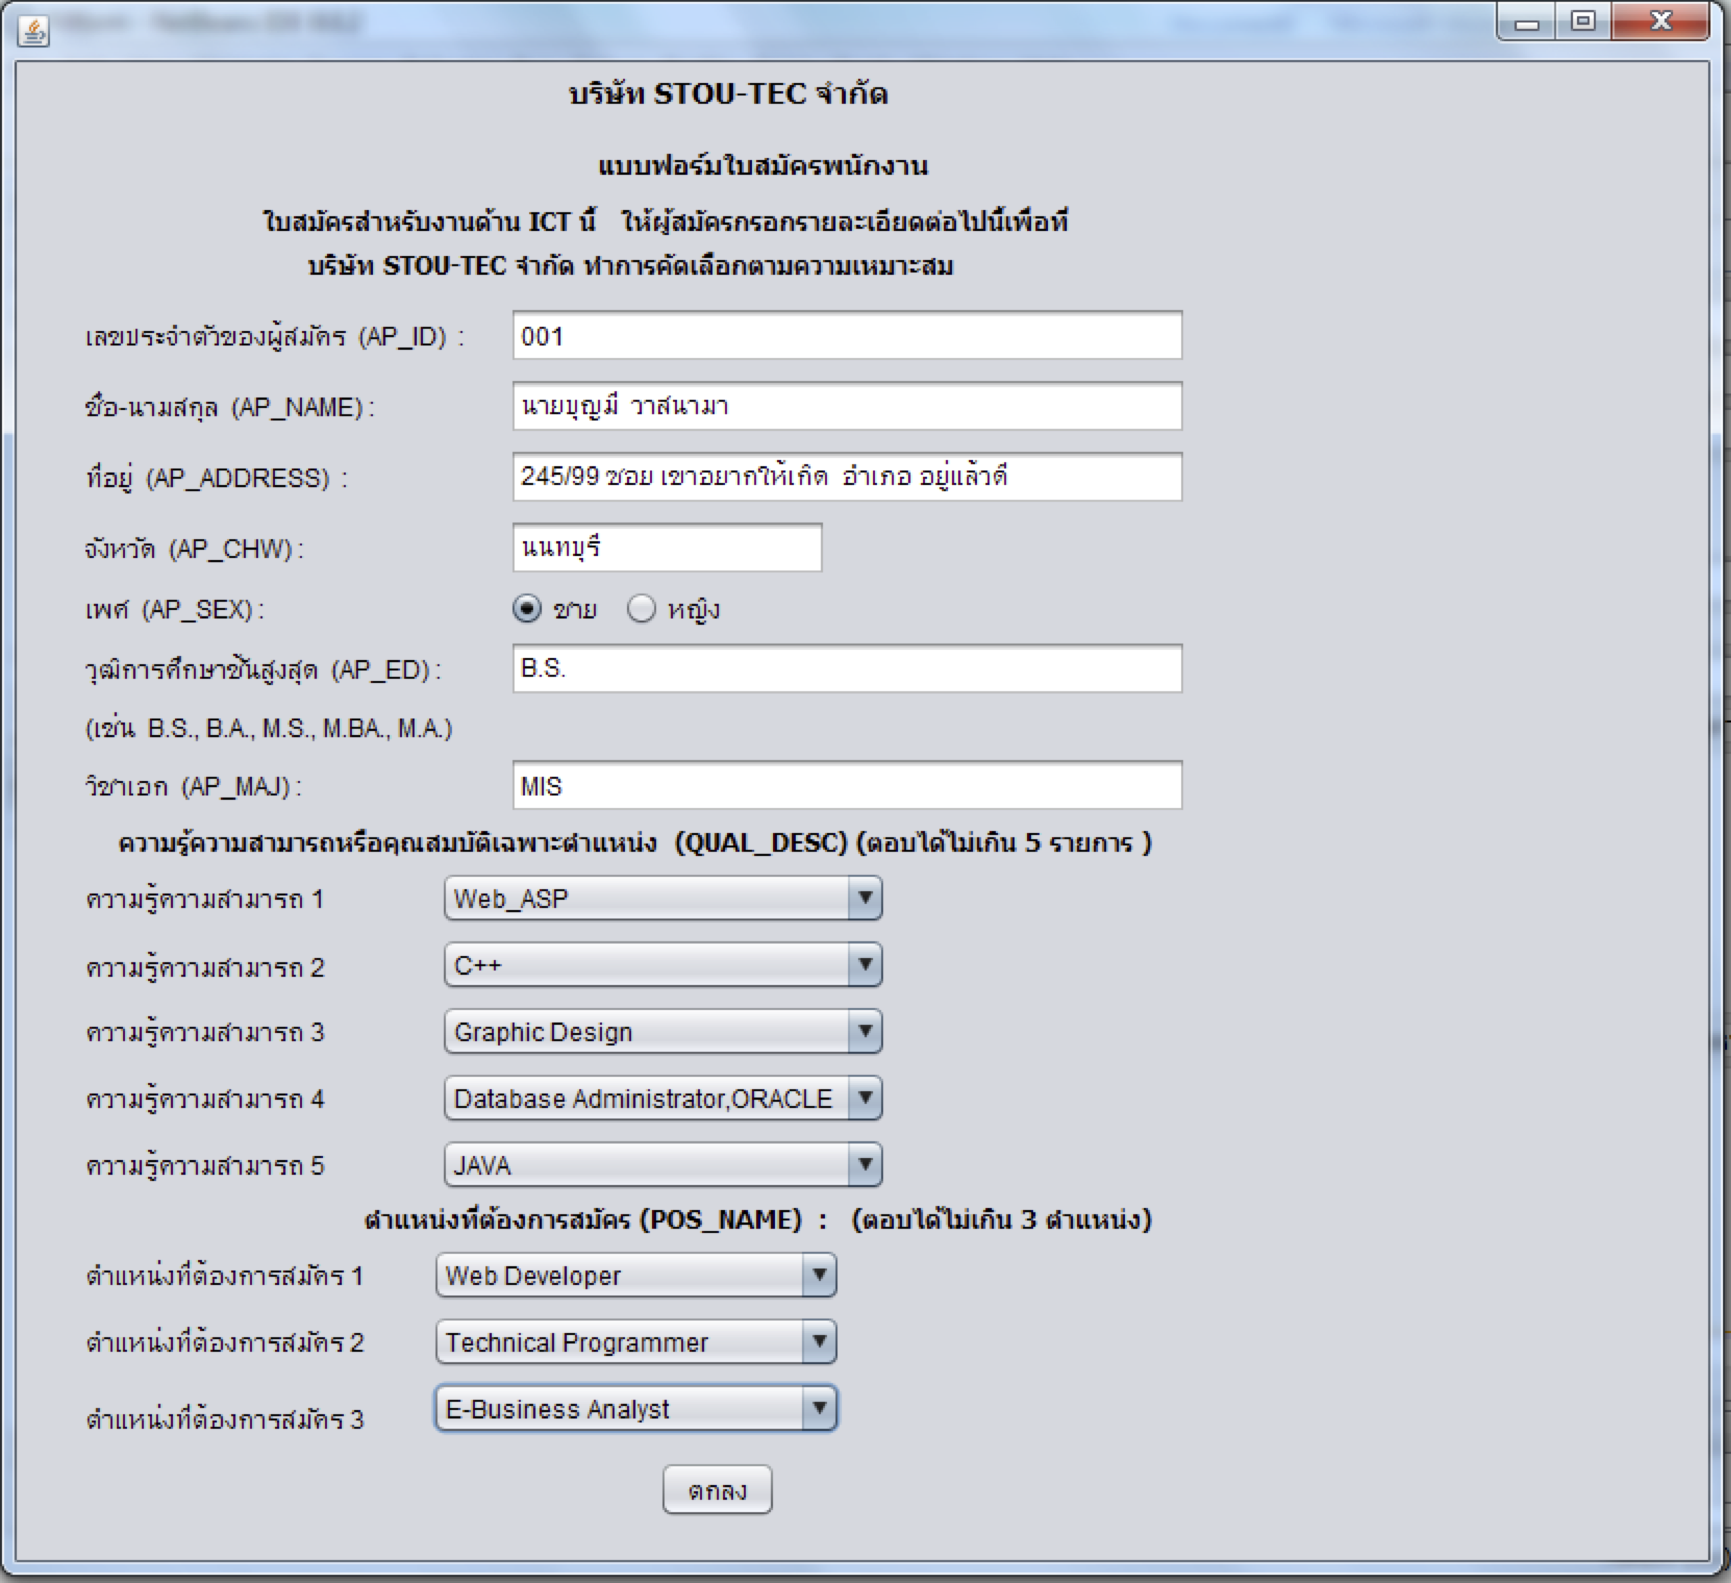 บริษัท STOU-TEC จำกัด
แบบฟอร์มใบสมัครพนักงาน
ใบสมัครสำหรับงานด้าน ICT นี้ ให้ผู้สมัครกรอกรายละเอียดต่อไปนี้เพื่อที่
บริษัท STOU-TEC จำกัด ทำการคัดเลือกตามความเหมาะสม
เลขประจำตัวของผู้สมัคร (AP_ID) : 001
ชื่อ-นามสกุล (AP_NAME) : นายบุญมี วาสนามา
ที่อยู่ (AP_ADDRESS) : 245/99 ซอย เขาอยากให้เกิด อำเภอ อยู่แล้วดี
จังหวัด (AP_CHW) : นนทบุรี
เพศ (AP_SEX) : ชาย หญิง
วุฒิการศึกษาชั้นสูงสุด (AP_ED) : B.S.
(เช่น B.S., B.A., M.S., M.BA., M.A.)
วิชาเอก (AP_MAJ) : MIS
ความรู้ความสามารถหรือคุณสมบัติเฉพาะตำแหน่ง (QUAL_DESC) (ตอบได้ไม่เกิน 5 รายการ )
ความรู้ความสามารถ 1 Web_ASP
ความรู้ความสามารถ 2 C++
ความรู้ความสามารถ 3 Graphic Design
ความรู้ความสามารถ 4 Database Administrator,ORACLE
ความรู้ความสามารถ 5 JAVA
ตำแหน่งที่ต้องการสมัคร (POS_NAME) : (ตอบได้ไม่เกิน 3 ตำแหน่ง)
ตำแหน่งที่ต้องการสมัคร 1 Web Developer
ตำแหน่งที่ต้องการสมัคร 2 Technical Programmer
ตำแหน่งที่ต้องการสมัคร 3 E-Business Analyst
ตกลง